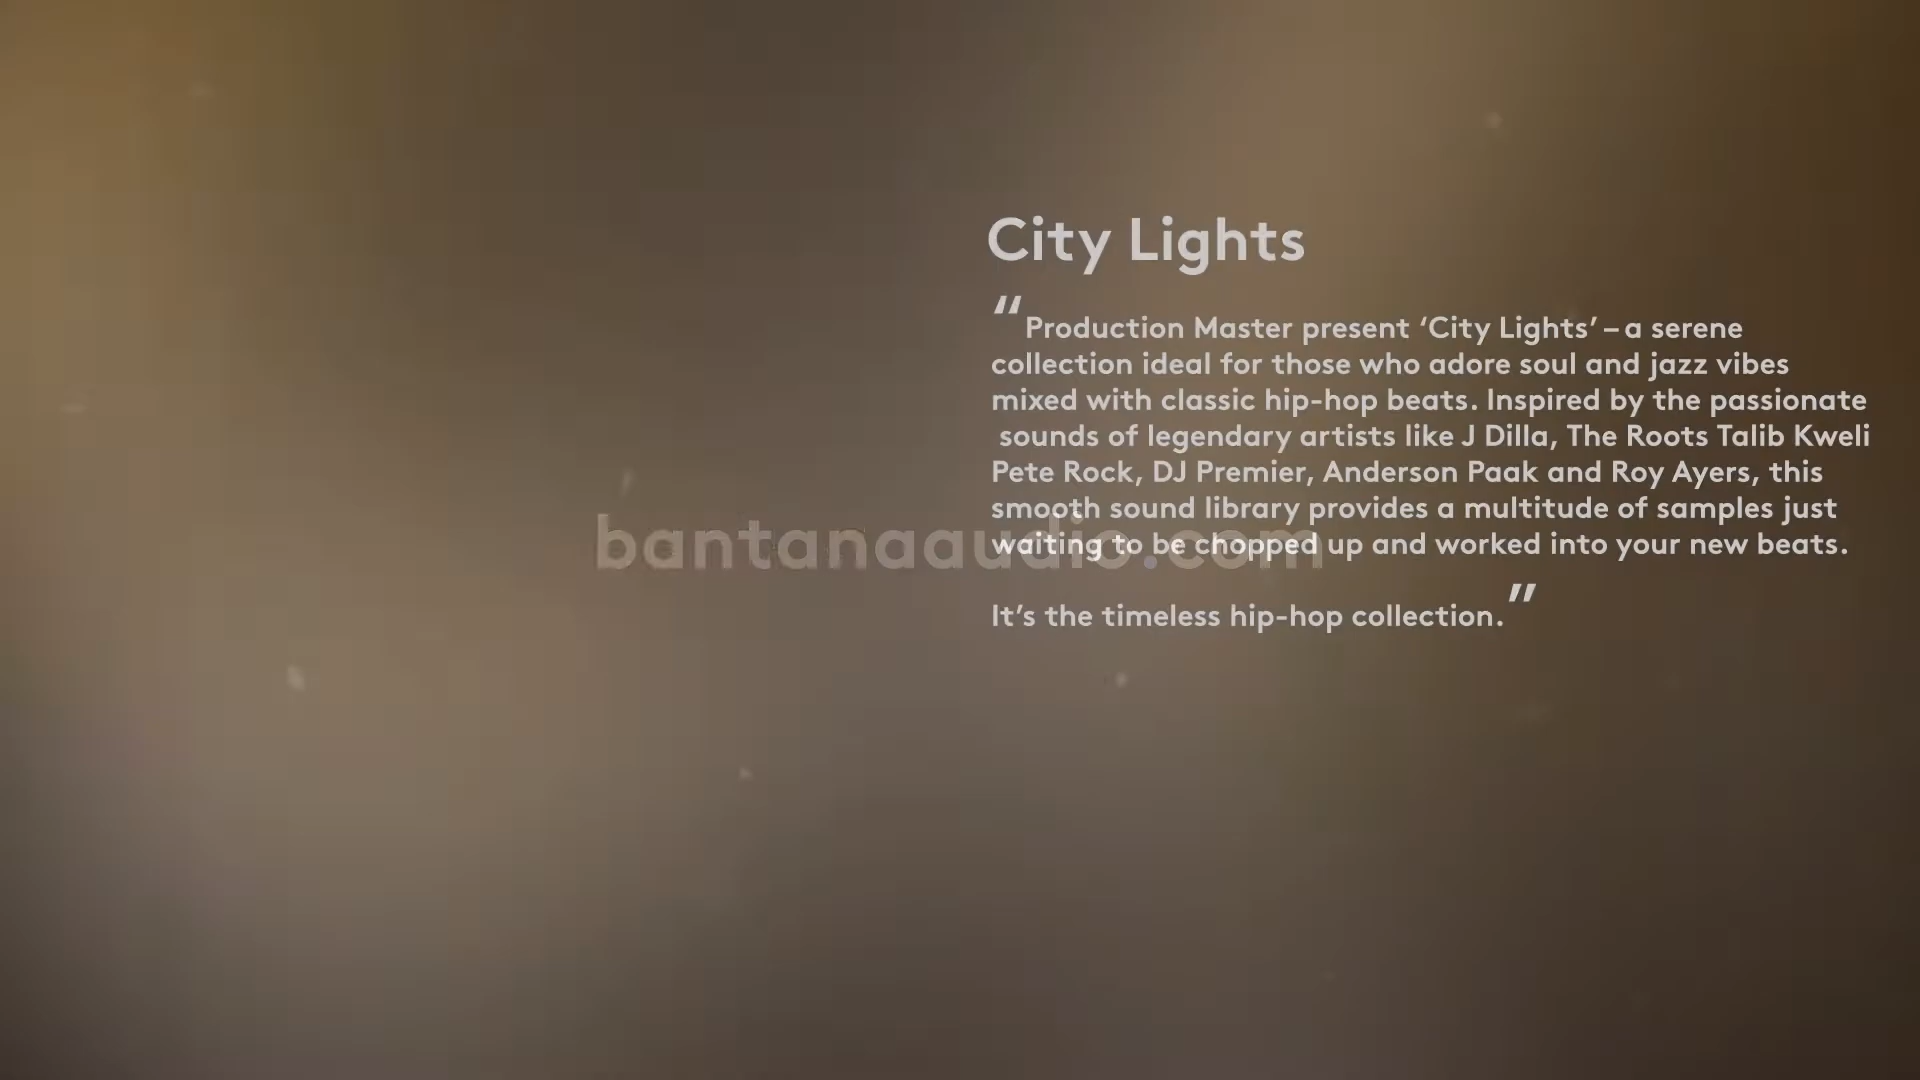 City Lights
“Production Master present ‘City Lights’ – a serene
collection ideal for those who adore soul and jazz vibes
mixed with classic hip-hop beats. Inspired by the passionate
sounds of legendary artists like J Dilla, The Roots Talib Kweli
Pete Rock, DJ Premier, Anderson Paak and Roy Ayers, this
smooth sound library provides a multitude of samples just
waiting to be chopped up and worked into your new beats.
It’s the timeless hip-hop collection.”
bantanaaudio.com